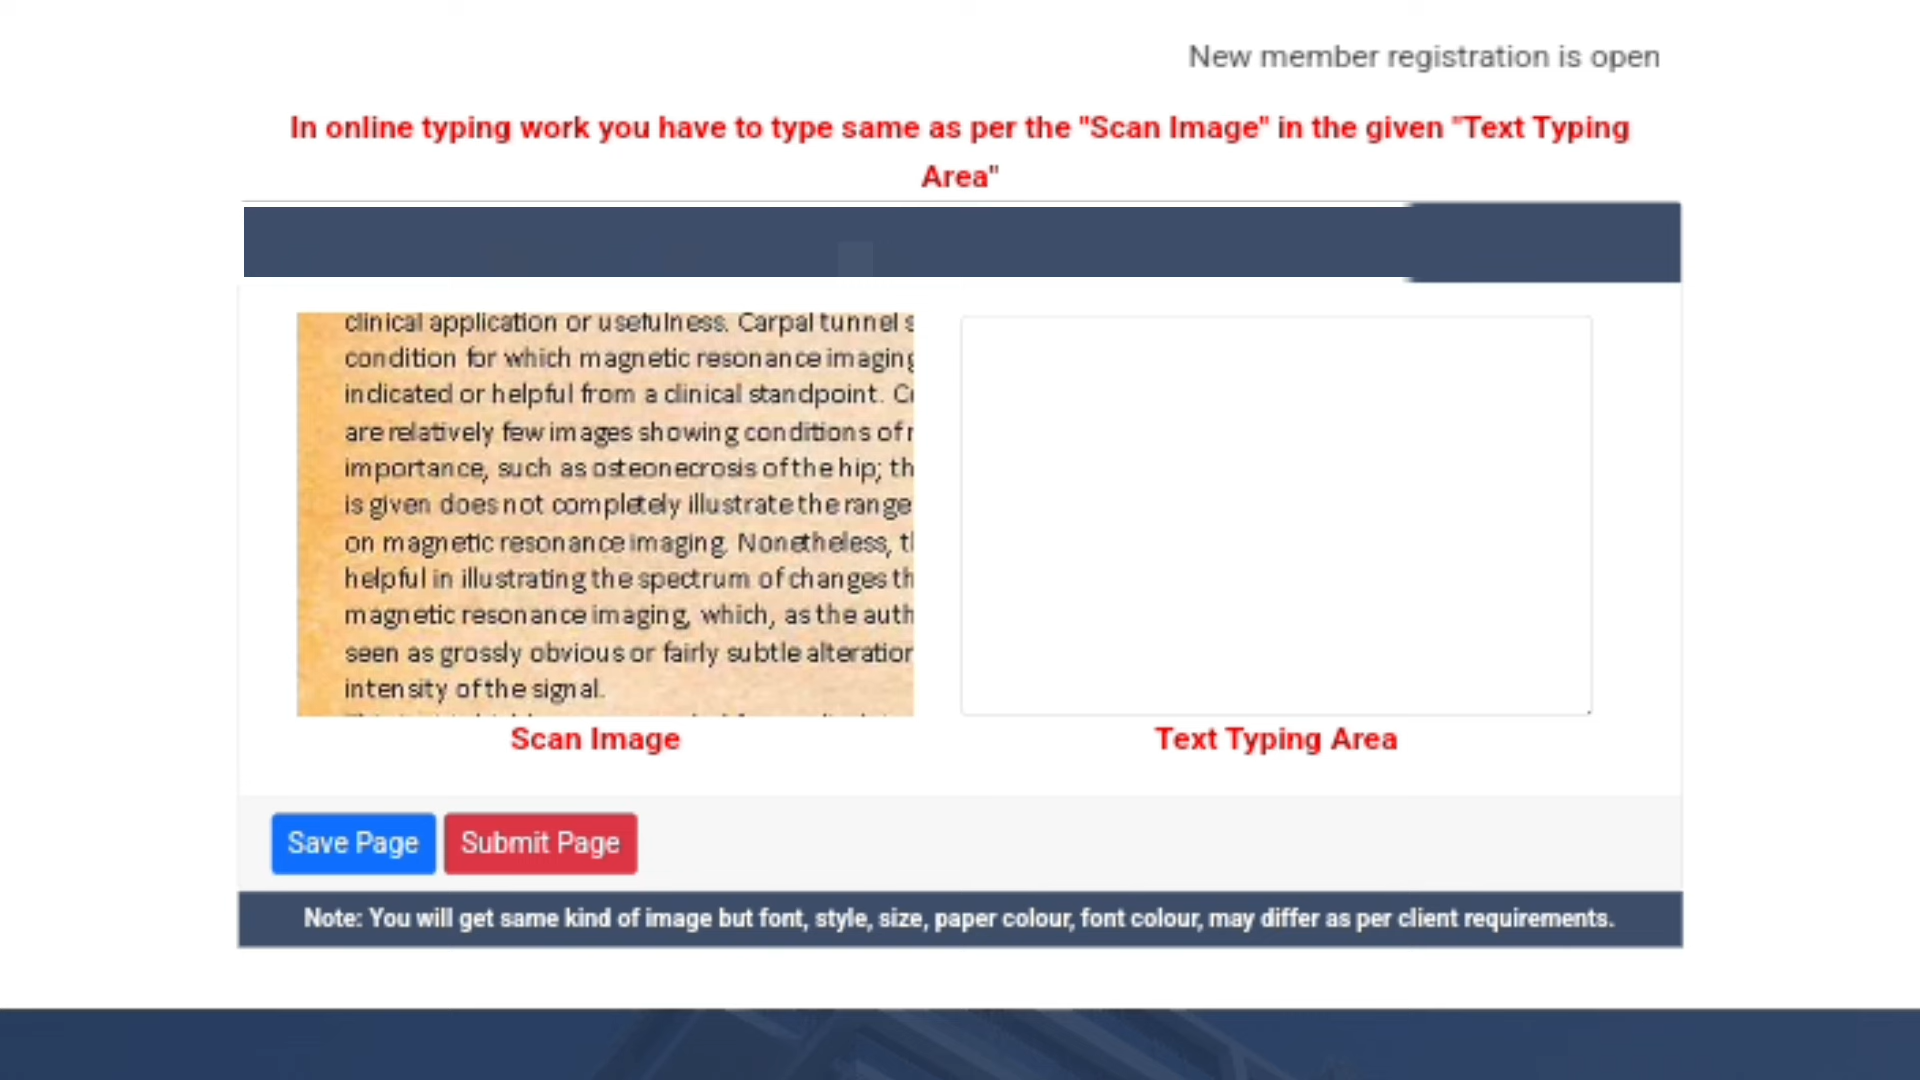 New member registration is open
In online typing work you have to type same as per the "Scan Image" in the given "Text Typing
Area"
clinical application or usefulness. Carpal tunnel
condition for which magnetic resonance imaging
indicated or helpful from a clinical standpoint.
are relatively few images showing conditions of
importance, such as osteonecrosis of the hip;
is given does not completely illustrate the range
on magnetic resonance imaging. Nonetheless,
helpful in illustrating the spectrum of changes
magnetic resonance imaging, which, as the
seen as grossly obvious or fairly subtle
intensity of the signal.
Scan Image
Text Typing Area
Save Page
Submit Page
Note: You will get same kind of image but font, style, size, paper colour, font colour, may differ as per client requirements.